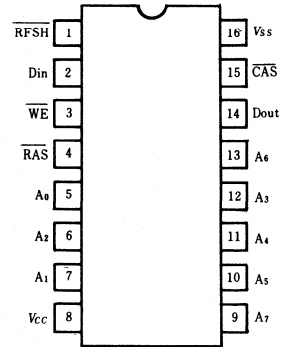 RFSH 1 16 Vss
Din 2 15 CAS
WE 3 14 Dout
RAS 4 13 A6
A0 5 12 A3
A2 6 11 A4
A1 7 10 A5
Vcc 8 9 A7